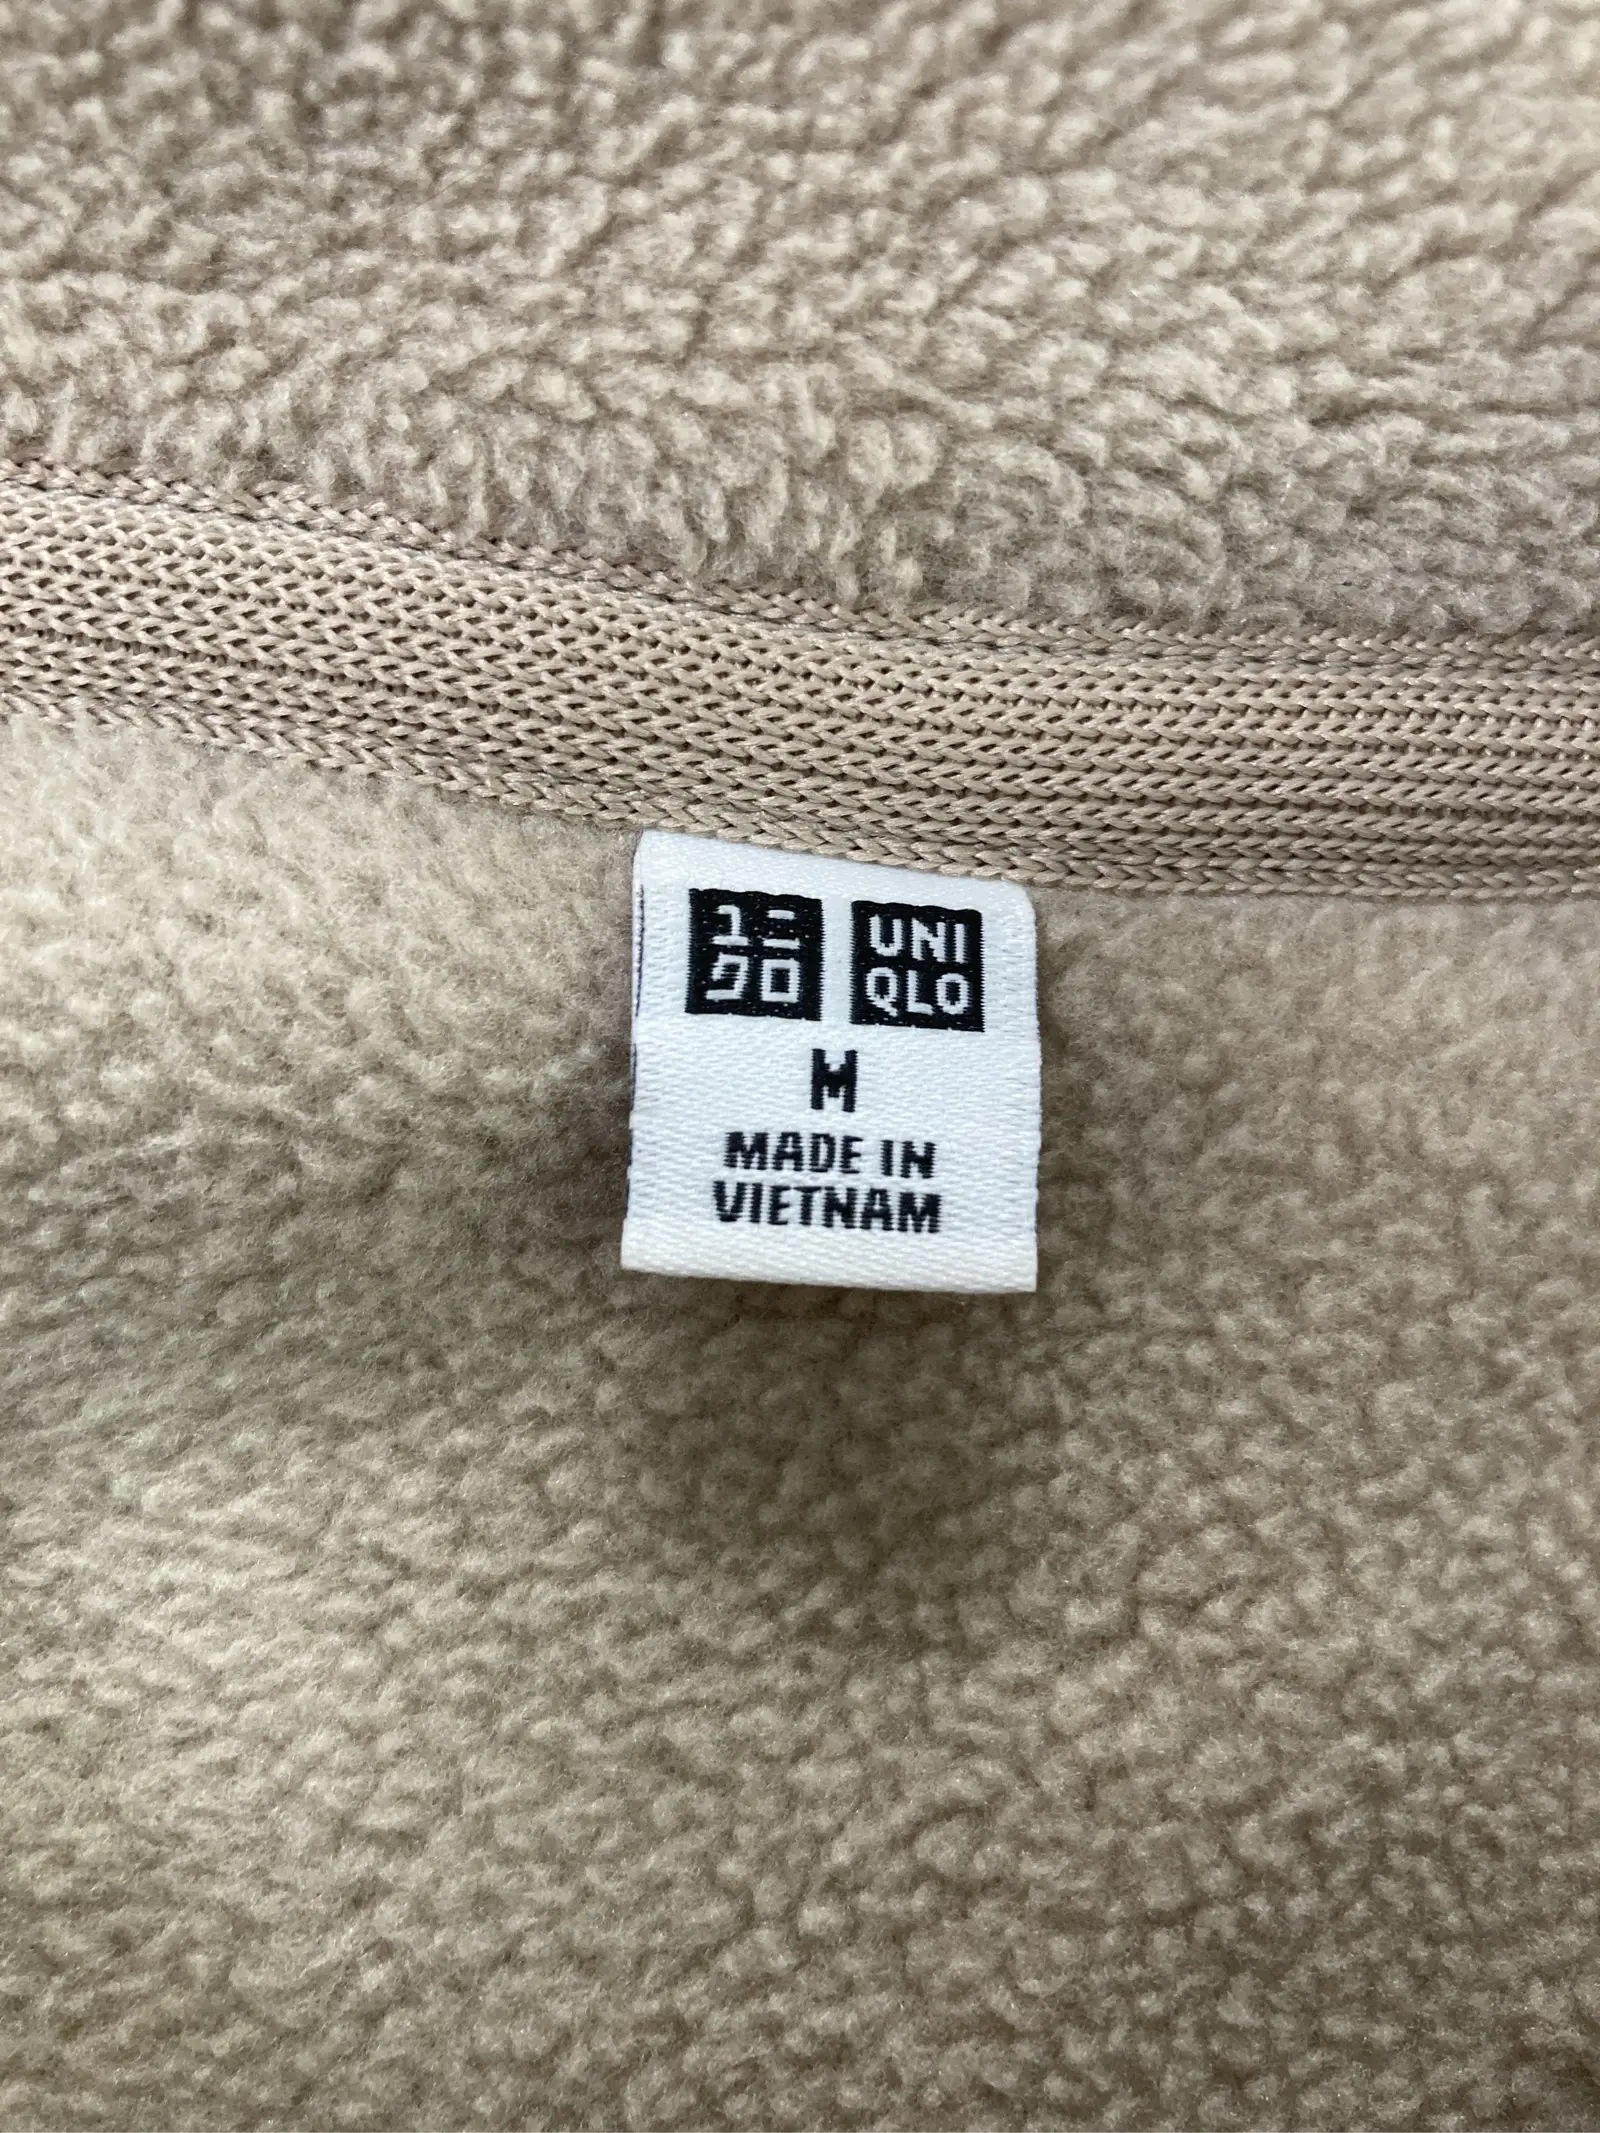 ユニ UNI
クロ QLO
M
MADE IN
VIETNAM